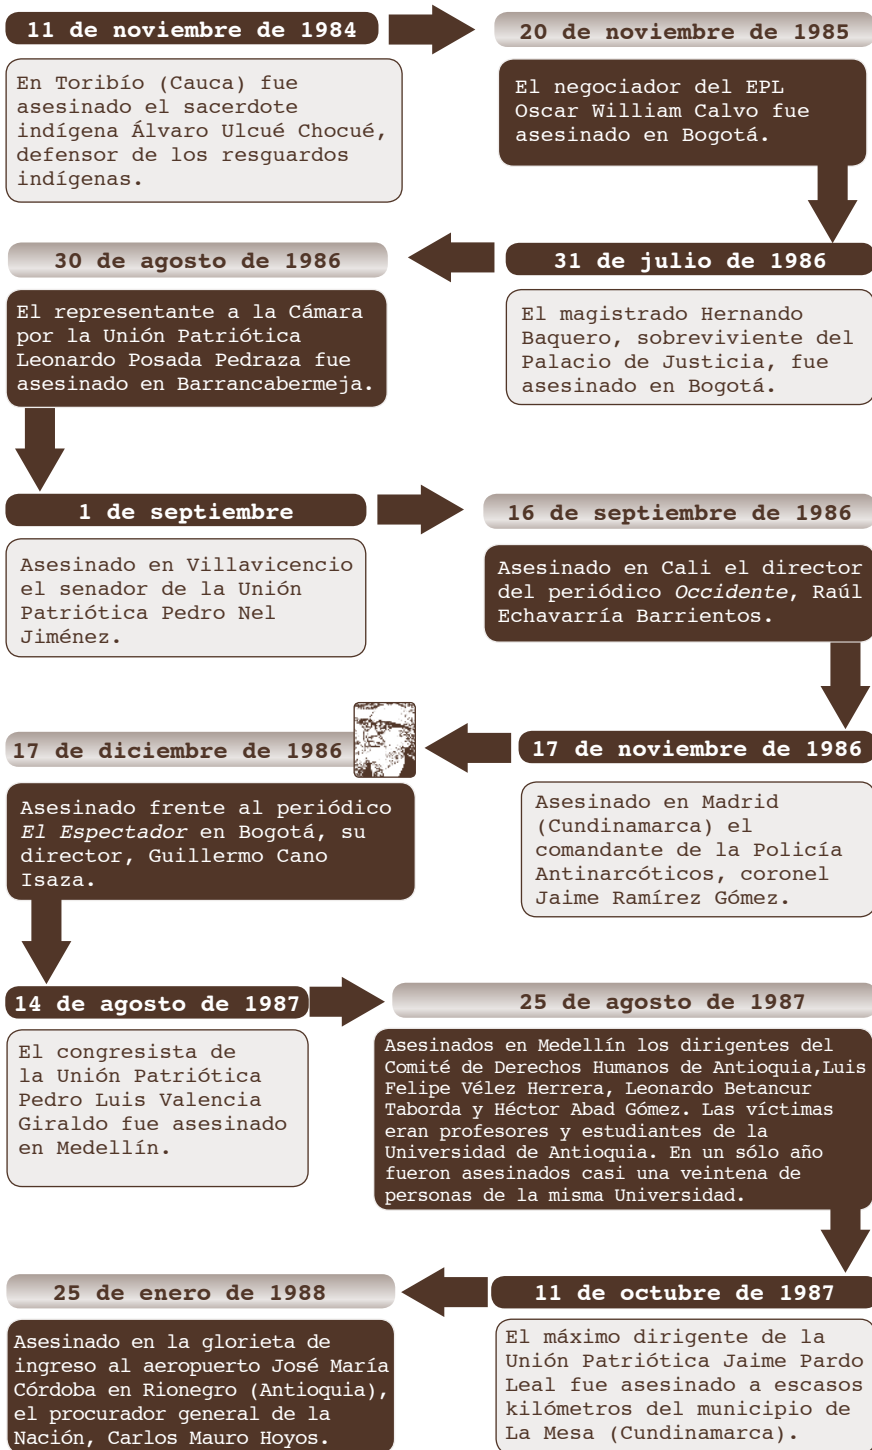 11 de noviembre de 1984
En Toribío (Cauca) fue
asesinado el sacerdote
indígena Álvaro Ulcué Chocué,
defensor de los resguardos
indígenas.
20 de noviembre de 1985
El negociador del EPL
Oscar William Calvo fue
asesinado en Bogotá.
31 de julio de 1986
El magistrado Hernando
Baquero, sobreviviente del
Palacio de Justicia, fue
asesinado en Bogotá.
30 de agosto de 1986
El representante a la Cámara
por la Unión Patriótica
Leonardo Posada Pedraza fue
asesinado en Barrancabermeja.
1 de septiembre
Asesinado en Villavicencio
el senador de la Unión
Patriótica Pedro Nel
Jiménez.
16 de septiembre de 1986
Asesinado en Cali el director
del periódico Occidente, Raúl
Echavarría Barrientos.
17 de noviembre de 1986
Asesinado en Madrid
(Cundinamarca) el
comandante de la Policía
Antinarcóticos, coronel
Jaime Ramírez Gómez.
17 de diciembre de 1986
Asesinado frente al periódico
El Espectador en Bogotá, su
director, Guillermo Cano
Isaza.
14 de agosto de 1987
El congresista de
la Unión Patriótica
Pedro Luis Valencia
Giraldo fue asesinado
en Medellín.
25 de agosto de 1987
Asesinados en Medellín los dirigentes del
Comité de Derechos Humanos de Antioquia,Luis
Felipe Vélez Herrera, Leonardo Betancur
Taborda y Héctor Abad Gómez. Las víctimas
eran profesores y estudiantes de la
Universidad de Antioquia. En un sólo año
fueron asesinados casi una veintena de
personas de la misma Universidad.
11 de octubre de 1987
El máximo dirigente de la
Unión Patriótica Jaime Pardo
Leal fue asesinado a escasos
kilómetros del municipio de
La Mesa (Cundinamarca).
25 de enero de 1988
Asesinado en la glorieta de
ingreso al aeropuerto José María
Córdoba en Rionegro (Antioquia),
el procurador general de la
Nación, Carlos Mauro Hoyos.